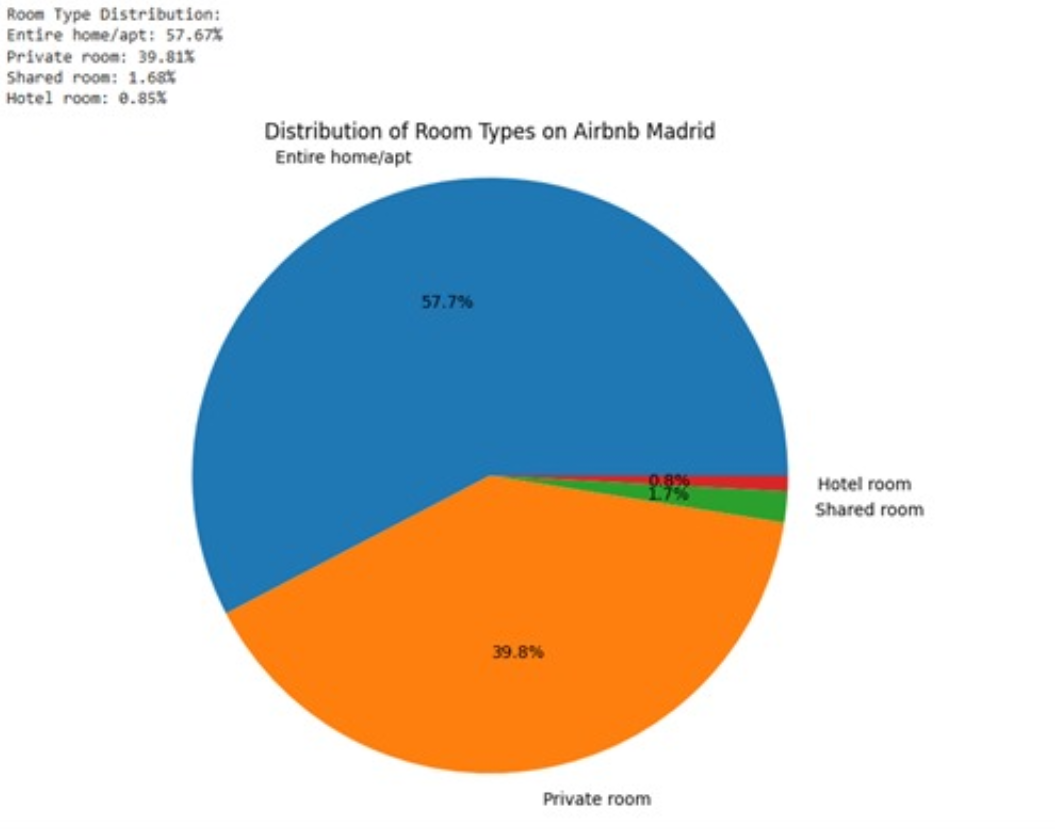 Room Type Distribution:
Entire home/apt: 57.67%
Private room: 39.81%
Shared room: 1.68%
Hotel room: 0.85%
Distribution of Room Types on Airbnb Madrid
Entire home/apt
57.7%
0.8%
Hotel room
1.7%
Shared room
39.8%
Private room